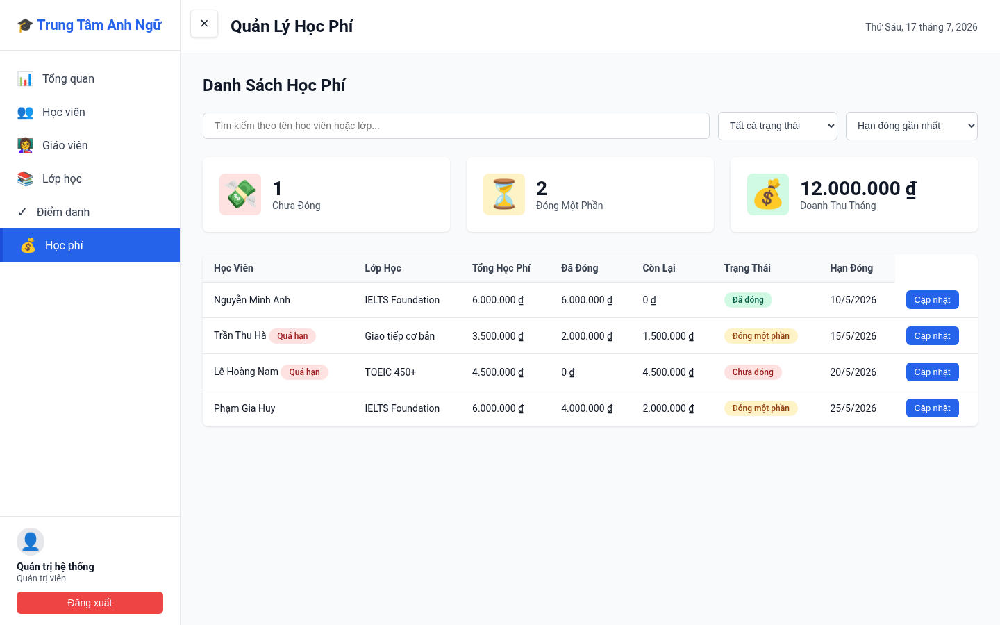 🎓 Trung Tâm Anh Ngữ
📊 Tổng quan
👥 Học viên
👩‍🏫 Giáo viên
📚 Lớp học
✓ Điểm danh
💰 Học phí
Quản trị hệ thống
Quản trị viên
Đăng xuất
× Quản Lý Học Phí Thứ Sáu, 17 tháng 7, 2026
Danh Sách Học Phí
Tìm kiếm theo tên học viên hoặc lớp... Tất cả trạng thái Hạn đóng gần nhất
1
Chưa Đóng
2
Đóng Một Phần
12.000.000 ₫
Doanh Thu Tháng
Học Viên Lớp Học Tổng Học Phí Đã Đóng Còn Lại Trạng Thái Hạn Đóng
Nguyễn Minh Anh IELTS Foundation 6.000.000 ₫ 6.000.000 ₫ 0 ₫ Đã đóng 10/5/2026 Cập nhật
Trần Thu Hà Quá hạn Giao tiếp cơ bản 3.500.000 ₫ 2.000.000 ₫ 1.500.000 ₫ Đóng một phần 15/5/2026 Cập nhật
Lê Hoàng Nam Quá hạn TOEIC 450+ 4.500.000 ₫ 0 ₫ 4.500.000 ₫ Chưa đóng 20/5/2026 Cập nhật
Phạm Gia Huy IELTS Foundation 6.000.000 ₫ 4.000.000 ₫ 2.000.000 ₫ Đóng một phần 25/5/2026 Cập nhật